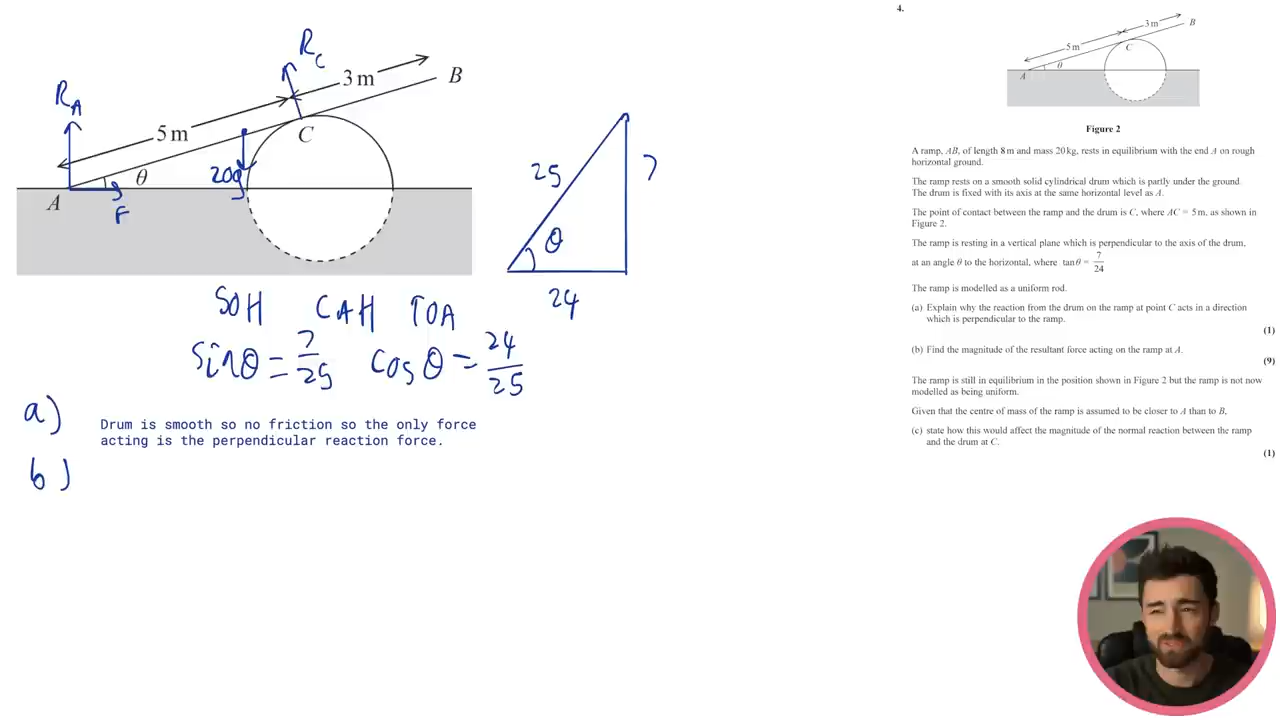 R_C
3 m
B
R_A
5 m
C
θ
20g
A
F
25
7
θ
24
SOH CAH TOA
sinθ = 7/25 cosθ = 24/25
a)
Drum is smooth so no friction so the only force
acting is the perpendicular reaction force.
b)
4.
3 m
B
5 m
C
θ
A
Figure 2
A ramp, AB, of length 8 m and mass 20 kg, rests in equilibrium with the end A on rough
horizontal ground.
The ramp rests on a smooth solid cylindrical drum which is partly under the ground.
The drum is fixed with its axis at the same horizontal level as A.
The point of contact between the ramp and the drum is C, where AC = 5 m, as shown in
Figure 2.
The ramp is resting in a vertical plane which is perpendicular to the axis of the drum,
at an angle θ to the horizontal, where tanθ = 7/24
The ramp is modelled as a uniform rod.
(a) Explain why the reaction from the drum on the ramp at point C acts in a direction
which is perpendicular to the ramp.
(1)
(b) Find the magnitude of the resultant force acting on the ramp at A.
(9)
The ramp is still in equilibrium in the position shown in Figure 2 but the ramp is not now
modelled as being uniform.
Given that the centre of mass of the ramp is assumed to be closer to A than to B,
(c) state how this would affect the magnitude of the normal reaction between the ramp
and the drum at C.
(1)